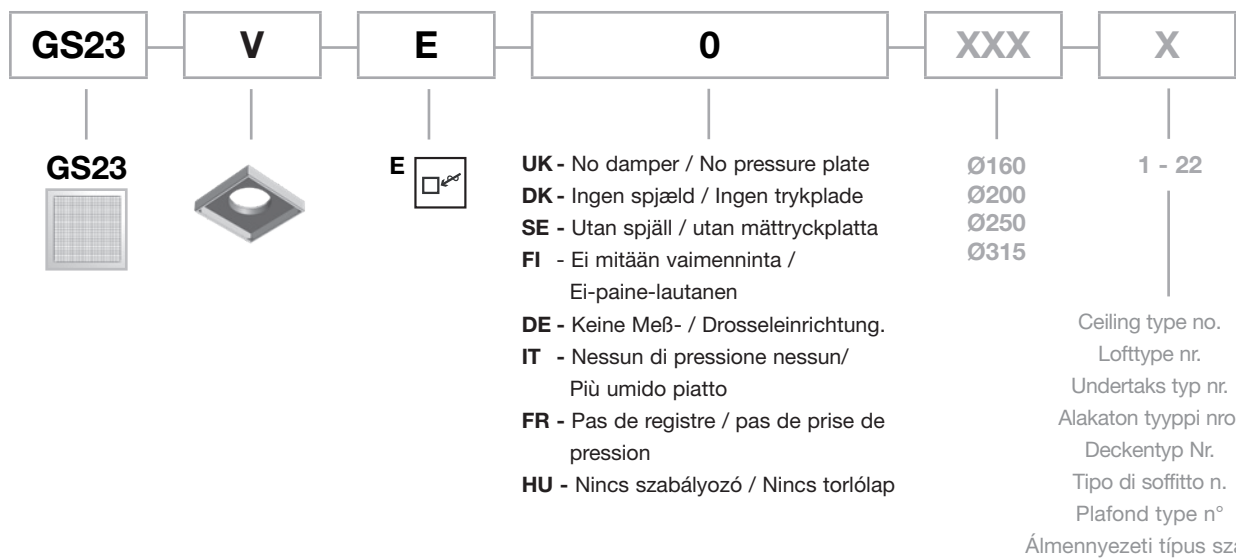 GS23 V E 0 XXX X
GS23
E
UK - No damper / No pressure plate
DK - Ingen spjæld / Ingen trykplade
SE - Utan spjäll / utan mättryckplatta
FI - Ei mitään vaimenninta /
Ei-paine-lautanen
DE - Keine Meß- / Drosseleinrichtung.
IT - Nessun di pressione nessun/
Più umido piatto
FR - Pas de registre / pas de prise de
pression
HU - Nincs szabályozó / Nincs torlólap
Ø160
Ø200
Ø250
Ø315
1 - 22
Ceiling type no.
Lofttype nr.
Undertaks typ nr.
Alakaton tyyppi nro
Deckentyp Nr.
Tipo di soffitto n.
Plafond type n°
Álmennyezeti típus